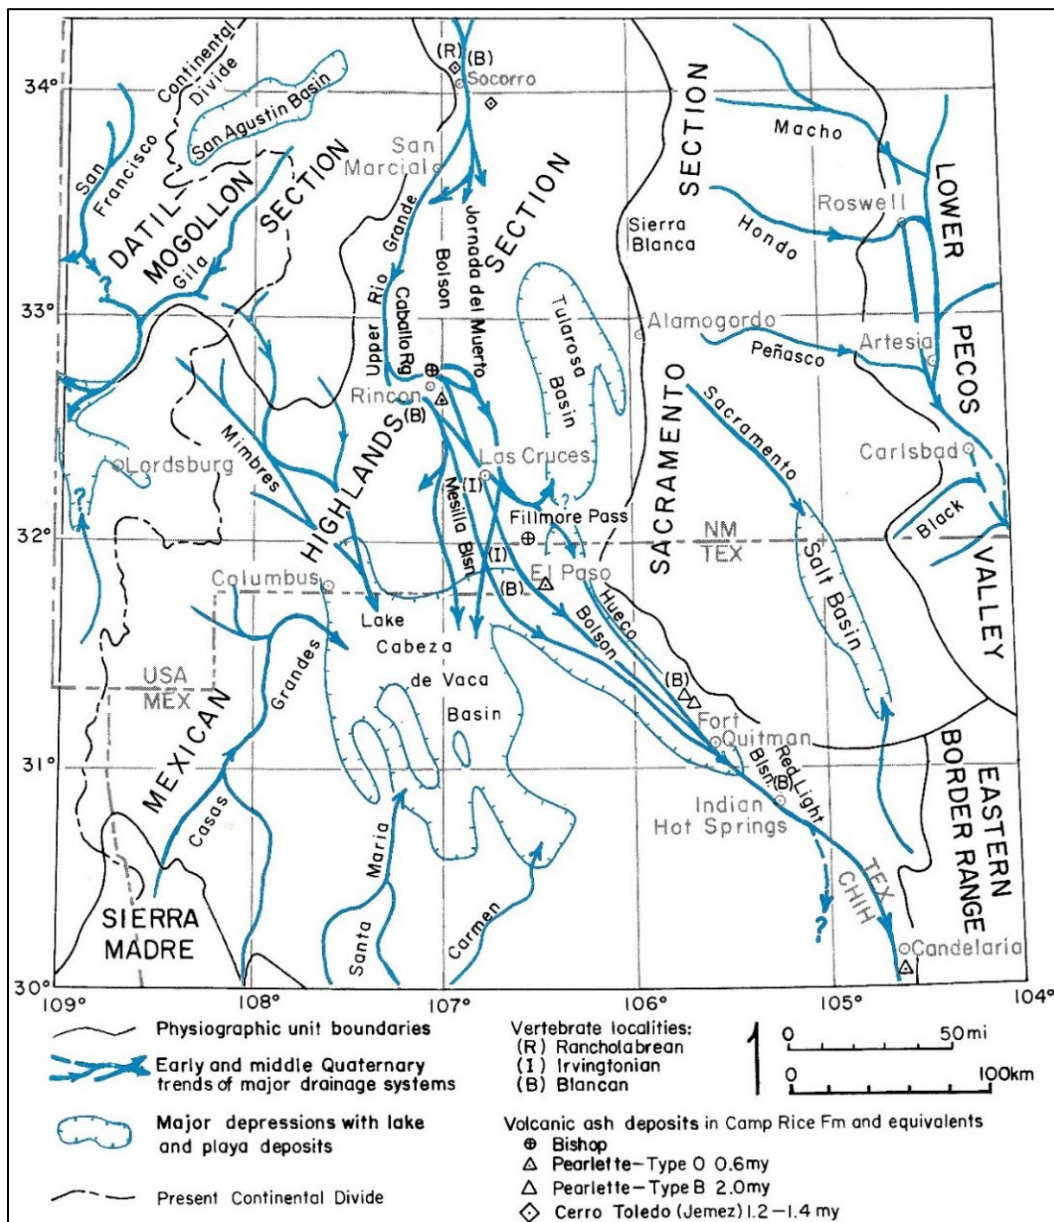 34°
33°
32°
31°
30°
109°
108°
107°
106°
105°
104°
Continental
Divide
San Agustin Basin
San
Francisco
DATIL
MOGOLLON
SECTION
Gila
?
(R)
(B)
Socorro
San
Marcial
Upper Rio Grande
Jornada del Muerto
Bolson
SECTION
Caballo Rg
Rincon
(B)
Tularosa
Basin
Sierra
Blanca
Alamogordo
SACRAMENTO
SECTION
Macho
Roswell
Hondo
LOWER
PECOS
VALLEY
Peñasco
Artesia
Sacramento
Carlsbad
Black
Lordsburg
?
Mimbres
HIGHLANDS
Las Cruces
(I)
Mesilla Blsn
?
Fillmore Pass
NM
TEX
(I)
El Paso
(B)
Hueco
Bolson
Salt Basin
Columbus
Lake
Cabeza
de Vaca
Basin
USA
MEX
MEXICAN
Casas
Grandes
(B)
Fort
Quitman
Red Light
Blsn
(B)
Indian
Hot Springs
EASTERN
BORDER RANGE
Santa
Maria
Carmen
SIERRA
MADRE
TEX
CHIH
?
Candelaria
Physiographic unit boundaries
Early and middle Quaternary
trends of major drainage systems
Major depressions with lake
and playa deposits
Present Continental Divide
Vertebrate localities:
(R) Rancholabrean
(I) Irvingtonian
(B) Blancan
0 50 mi
0 100km
Volcanic ash deposits in Camp Rice Fm and equivalents
Bishop
Pearlette-Type O 0.6my
Pearlette-Type B 2.0my
Cerro Toledo (Jemez) 1.2-1.4 my